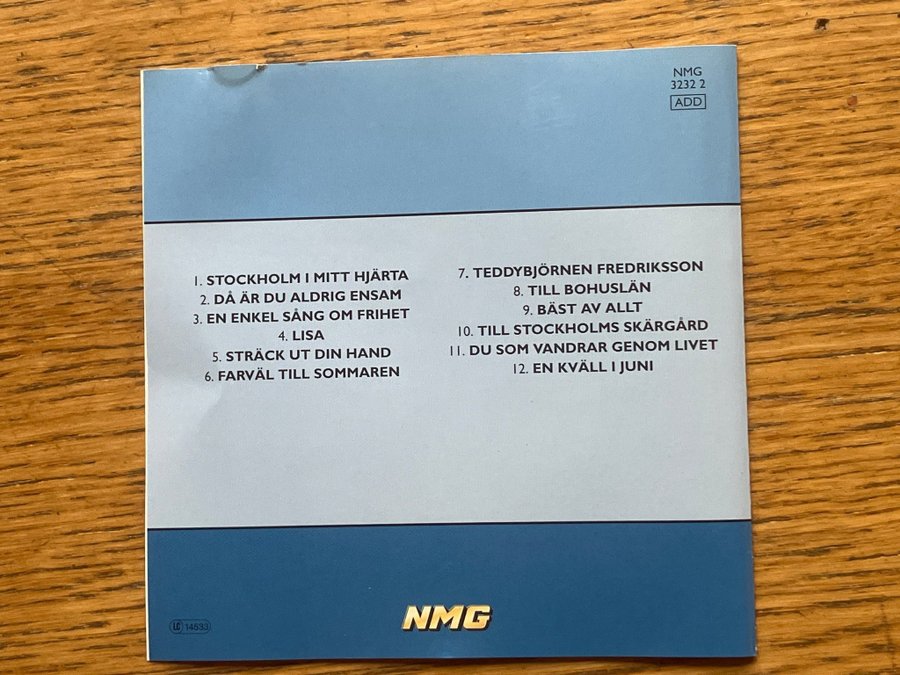 NMG
3232 2
ADD
1. STOCKHOLM I MITT HJÄRTA
2. DÅ ÄR DU ALDRIG ENSAM
3. EN ENKEL SÅNG OM FRIHET
4. LISA
5. STRÄCK UT DIN HAND
6. FARVÄL TILL SOMMAREN
7. TEDDYBJÖRNEN FREDRIKSSON
8. TILL BOHUSLÄN
9. BÄST AV ALLT
10. TILL STOCKHOLMS SKÄRGÅRD
11. DU SOM VANDRAR GENOM LIVET
12. EN KVÄLL I JUNI
LC 14633
NMG